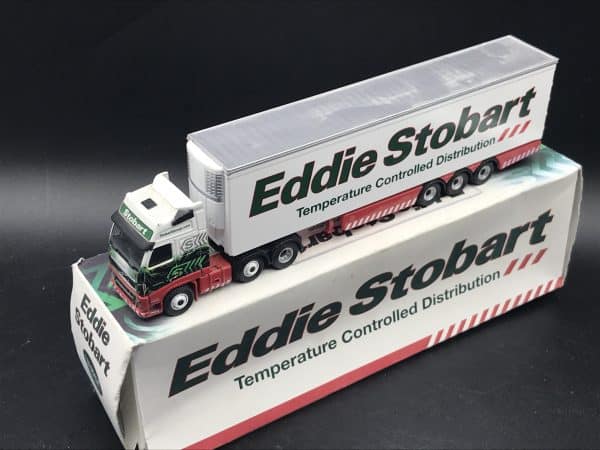 Eddie Stobart
Temperature Controlled Distribution
Stobart
Eddie Stobart
Temperature Controlled Distribution
Eddie
Stobart